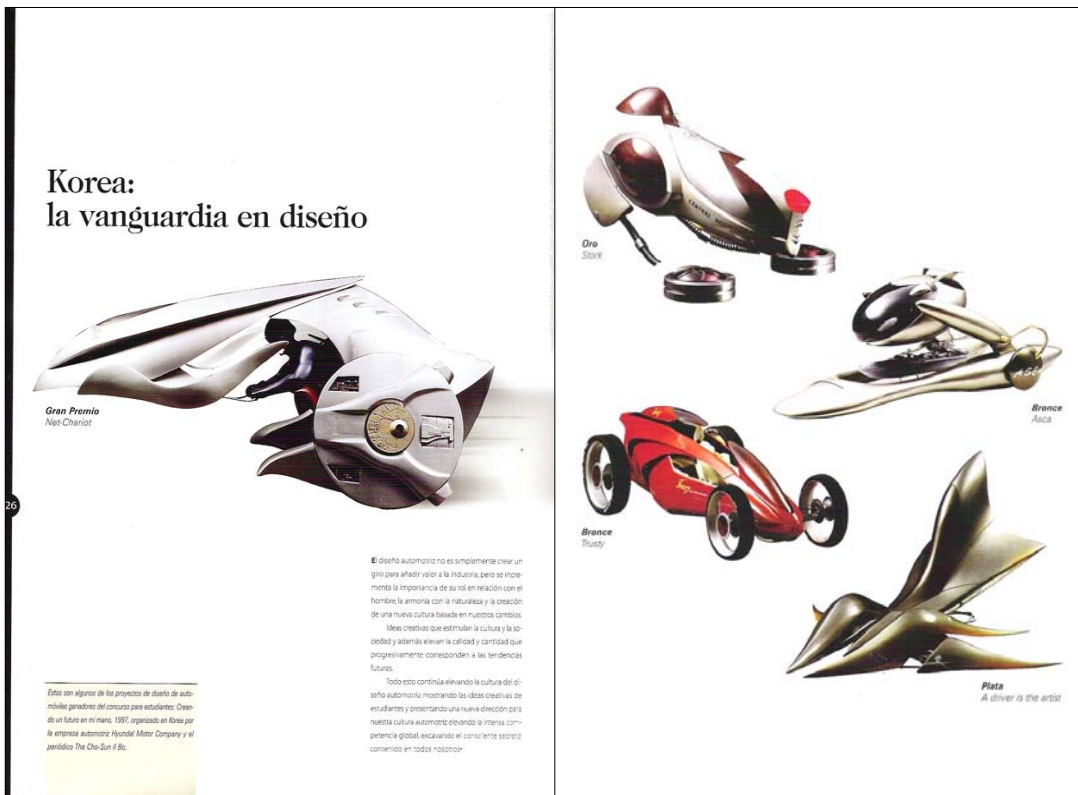 Korea:
la vanguardia en diseño
Gran Premio
Net-Chariot
26
El diseño automotriz no es simplemente crear un
giro para añadir valor a la industria, pero se incre-
menta la importancia de su rol en relación con el
hombre, la armonía con la naturaleza y la creación
de una nueva cultura basada en nuestros cambios.
Ideas creativas que estimulan la cultura y la so-
ciedad y además elevan la calidad y cantidad que
progresivamente corresponden a las tendencias
futuras.
Todo esto continúa elevando la cultura del di-
seño automotriz mostrando las ideas creativas de
estudiantes y presentando una nueva dirección para
nuestra cultura automotriz elevando la intensa com-
petencia global, excavando el consciente secreto
contenido en todos nosotros•
Estos son algunos de los proyectos de diseño de auto-
móviles ganadores del concurso para estudiantes: Crean-
do un futuro en mi mano, 1997, organizado en Korea por
la empresa automotriz Hyundai Motor Company y el
periódico The Cho-Sun Il Bo.
CENTRAL
Oro
Stork
Bronce
Asca
Bronce
Trusty
Plata
A driver is the artist